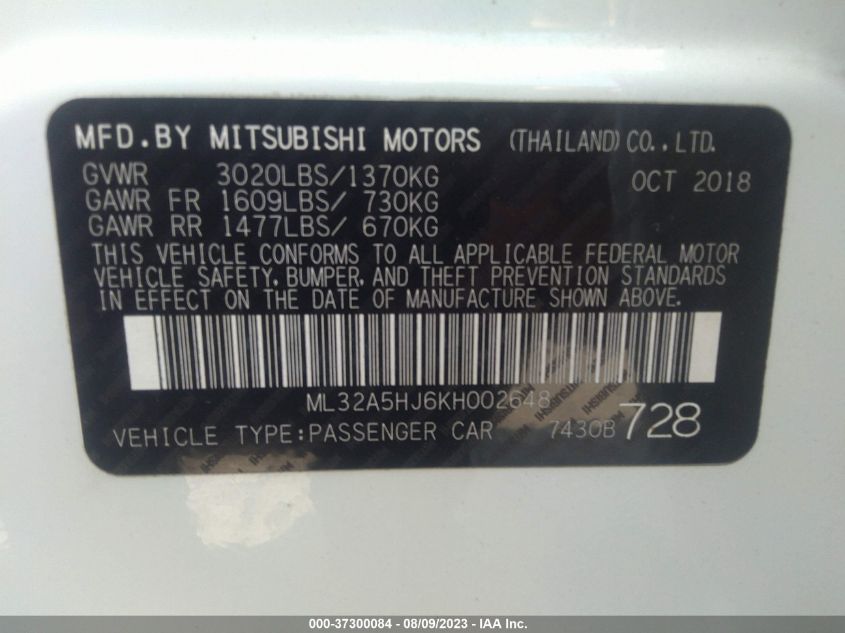 MFD.BY MITSUBISHI MOTORS (THAILAND) CO.,LTD.
GVWR 3020LBS/1370KG OCT 2018
GAWR FR 1609LBS/ 730KG
GAWR RR 1477LBS/ 670KG
THIS VEHICLE CONFORMS TO ALL APPLICABLE FEDERAL MOTOR
VEHICLE SAFETY, BUMPER, AND THEFT PREVENTION STANDARDS
IN EFFECT ON THE DATE OF MANUFACTURE SHOWN ABOVE.
ML32A5HJ6KH002648
VEHICLE TYPE:PASSENGER CAR 7430B 728
000-37300084 - 08/09/2023 - IAA Inc.